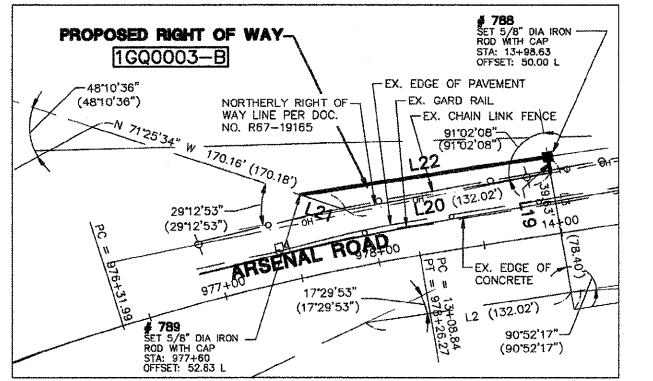 PROPOSED RIGHT OF WAY
1GQ0003-B
# 788
SET 5/8" DIA IRON
ROD WITH CAP
STA: 13+98.63
OFFSET: 50.00 L
48°10'36"
(48°10'36")
EX. EDGE OF PAVEMENT
EX. GARD RAIL
EX. CHAIN LINK FENCE
NORTHERLY RIGHT OF
WAY LINE PER DOC.
NO. R67-19165
91°02'08"
(91°02'08")
N 71°25'34" W
170.16' (170.18')
L22
OH
L21
OH
L20 (132.02')
L19
29°12'53"
(29°12'53")
14+00
(78.40')
ARSENAL ROAD
978+00
977+00
PC = 976+31.99
EX. EDGE OF
CONCRETE
17°29'53"
(17°29'53")
PC = 13+08.84
PT = 978+26.27
L2 (132.02')
90°52'17"
(90°52'17")
# 789
SET 5/8" DIA IRON
ROD WITH CAP
STA: 977+60
OFFSET: 52.83 L